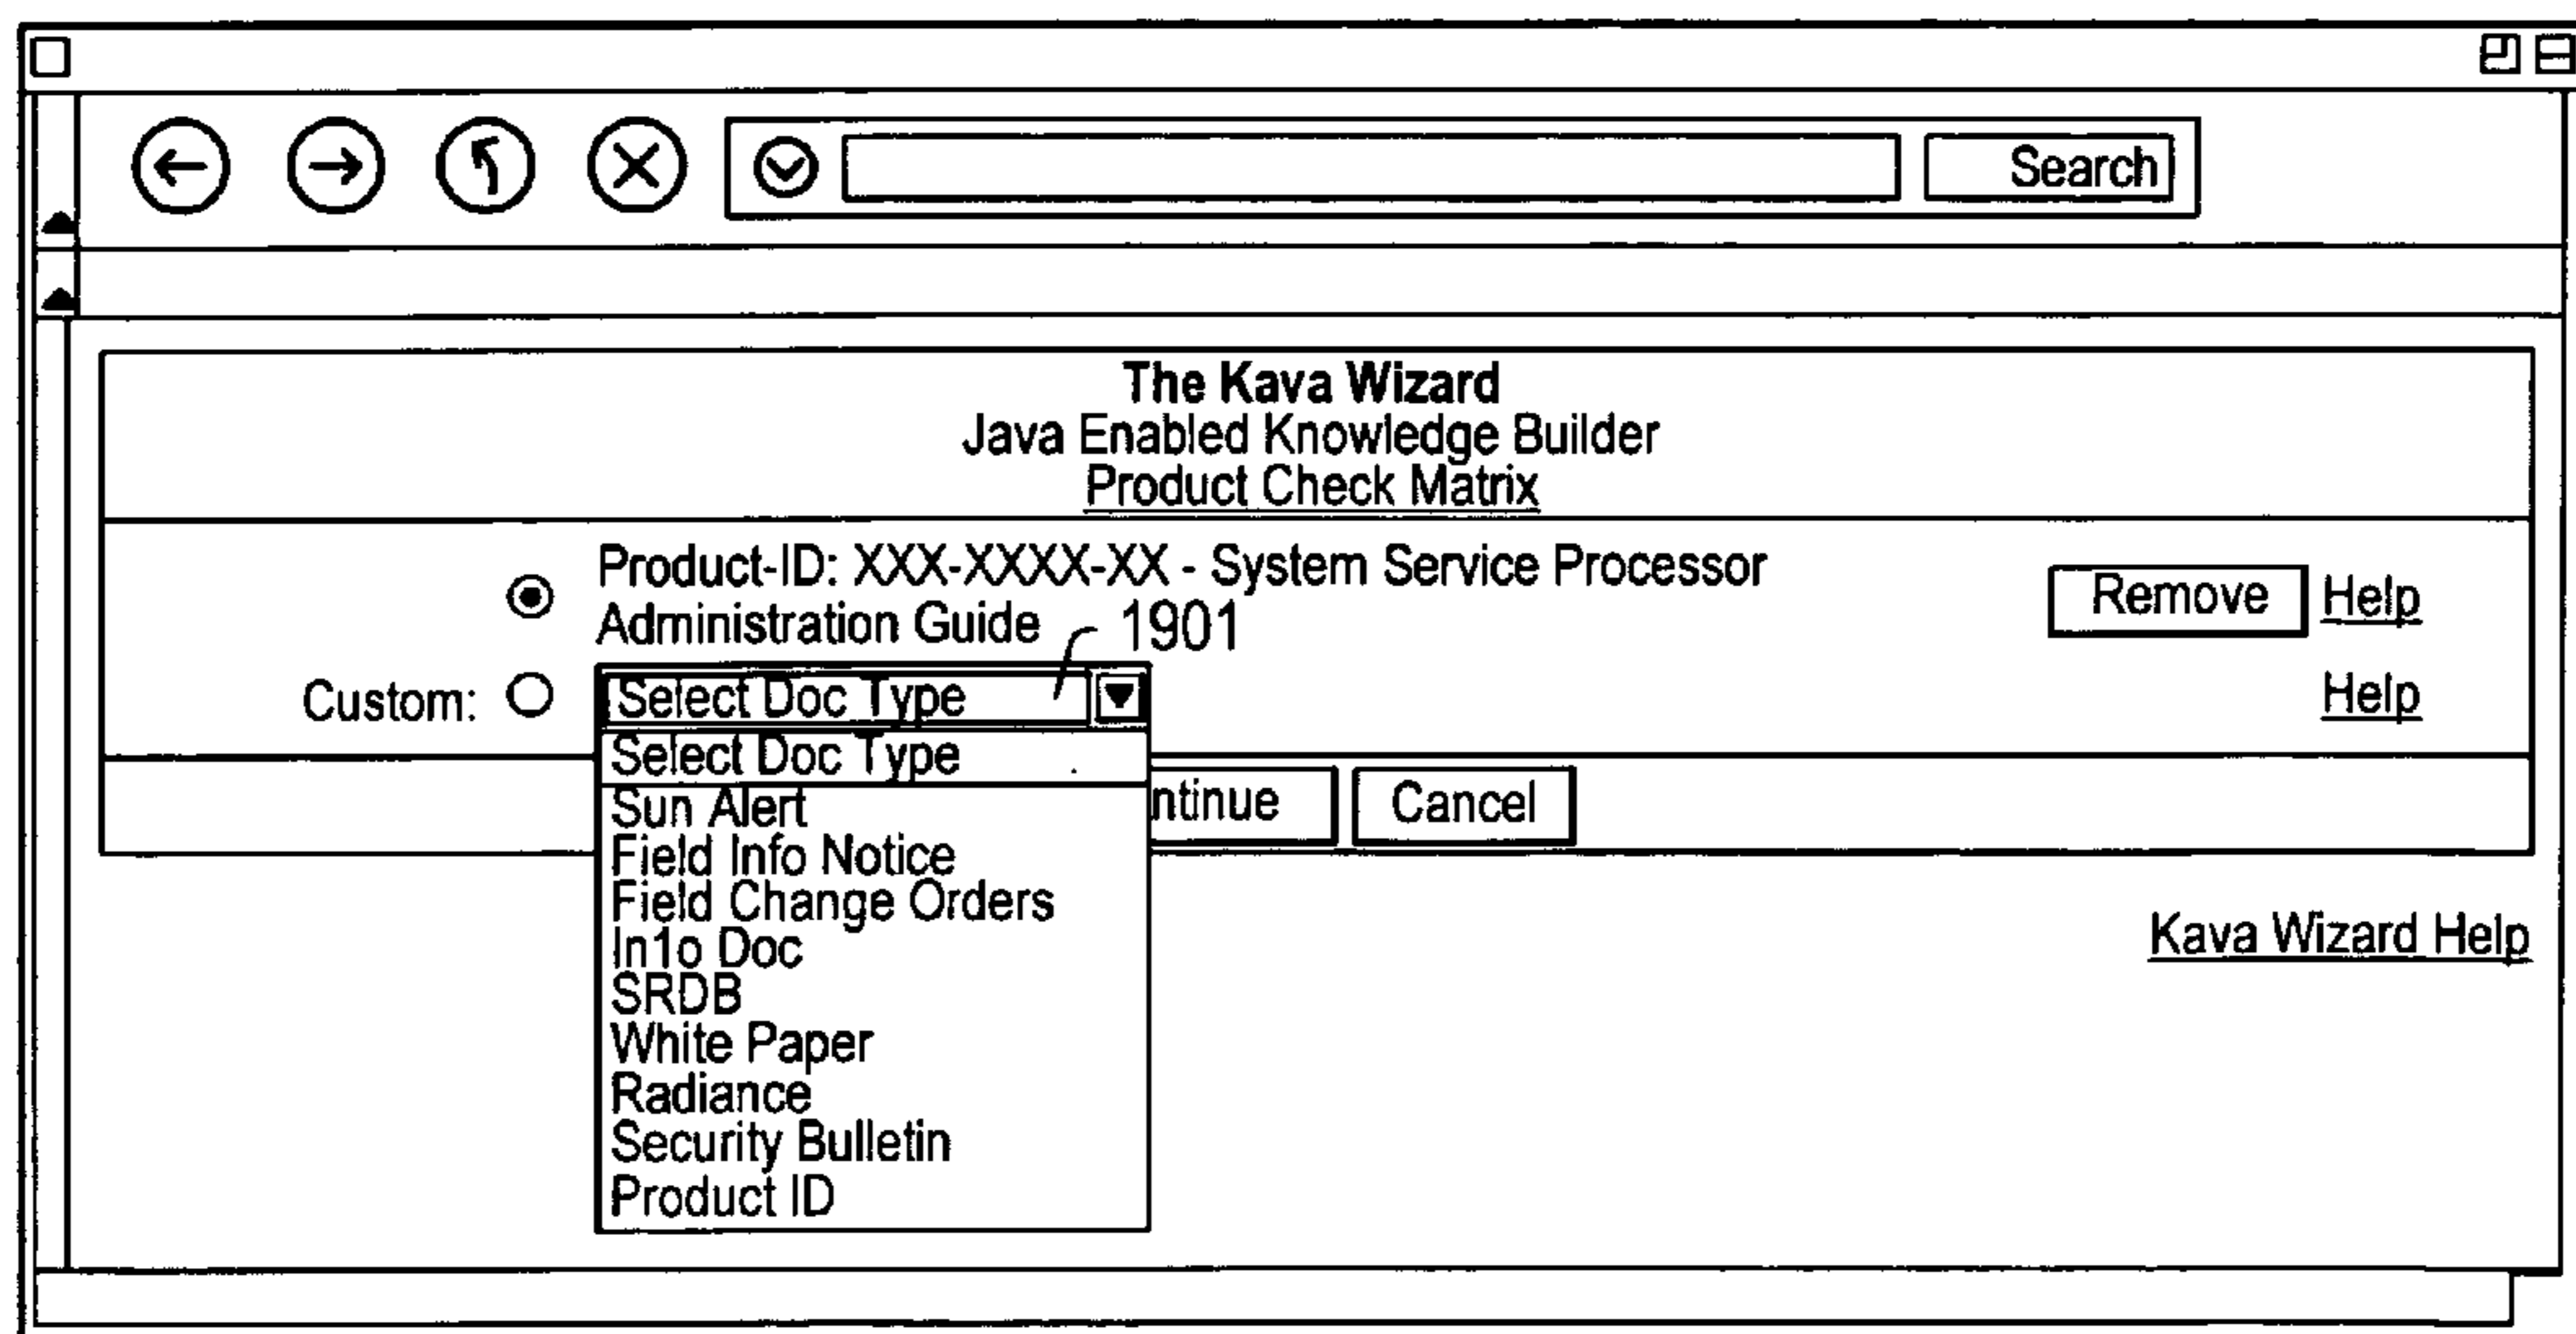 Search
The Kava Wizard
Java Enabled Knowledge Builder
Product Check Matrix
Product-ID: XXX-XXXX-XX - System Service Processor
Administration Guide 1901
Remove Help
Custom: Select Doc Type Help
Select Doc Type
Sun Alert
ntinue Cancel
Field Info Notice
Field Change Orders
In1o Doc
SRDB
White Paper
Radiance
Security Bulletin
Product ID
Kava Wizard Help